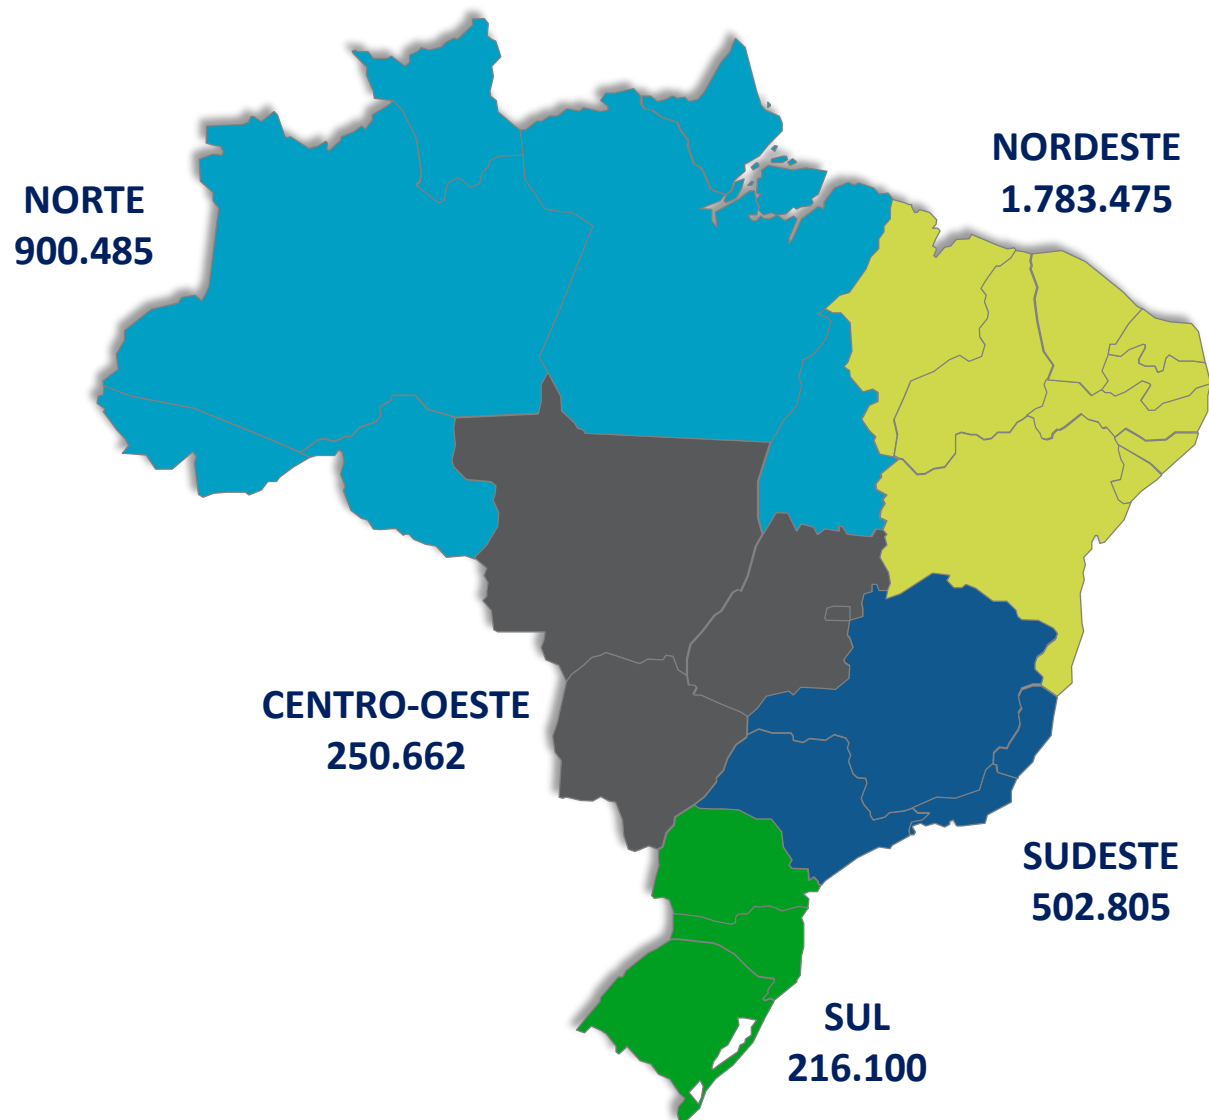 NORDESTE
1.783.475
NORTE
900.485
CENTRO-OESTE
250.662
SUDESTE
502.805
SUL
216.100